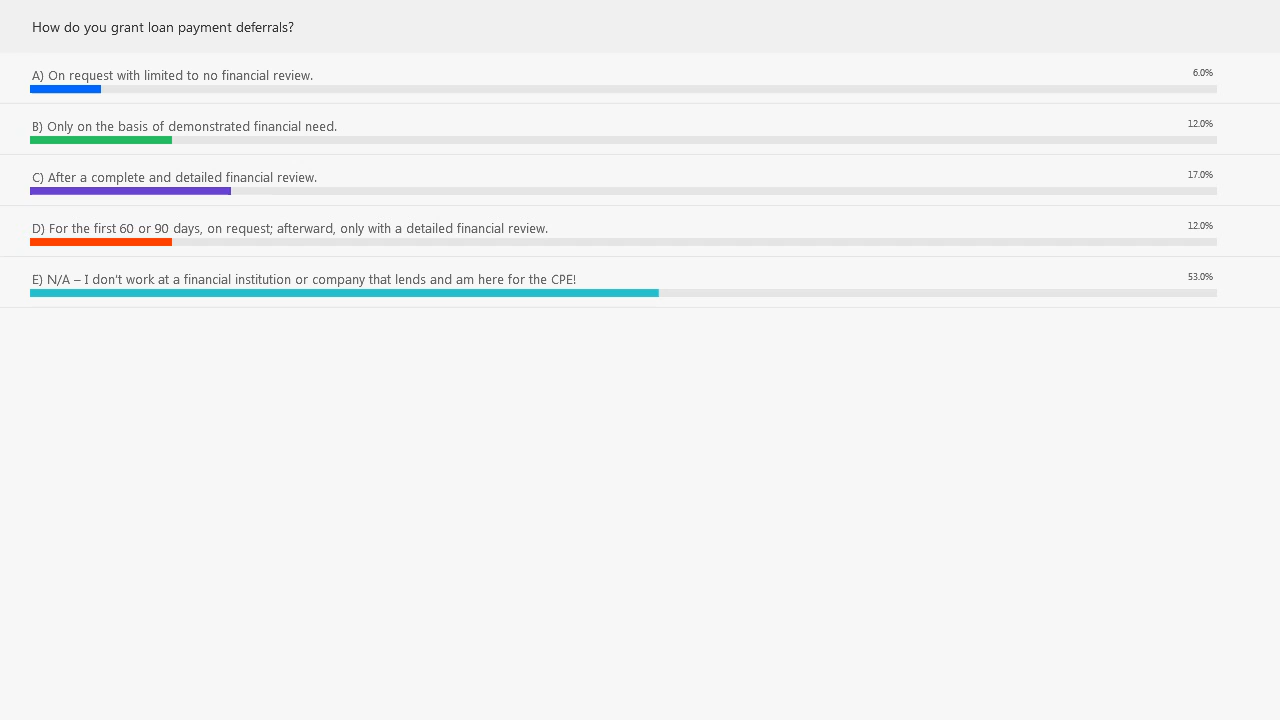 How do you grant loan payment deferrals?
A) On request with limited to no financial review.
6.0%
B) Only on the basis of demonstrated financial need.
12.0%
C) After a complete and detailed financial review.
17.0%
D) For the first 60 or 90 days, on request; afterward, only with a detailed financial review.
12.0%
E) N/A – I don't work at a financial institution or company that lends and am here for the CPE!
53.0%